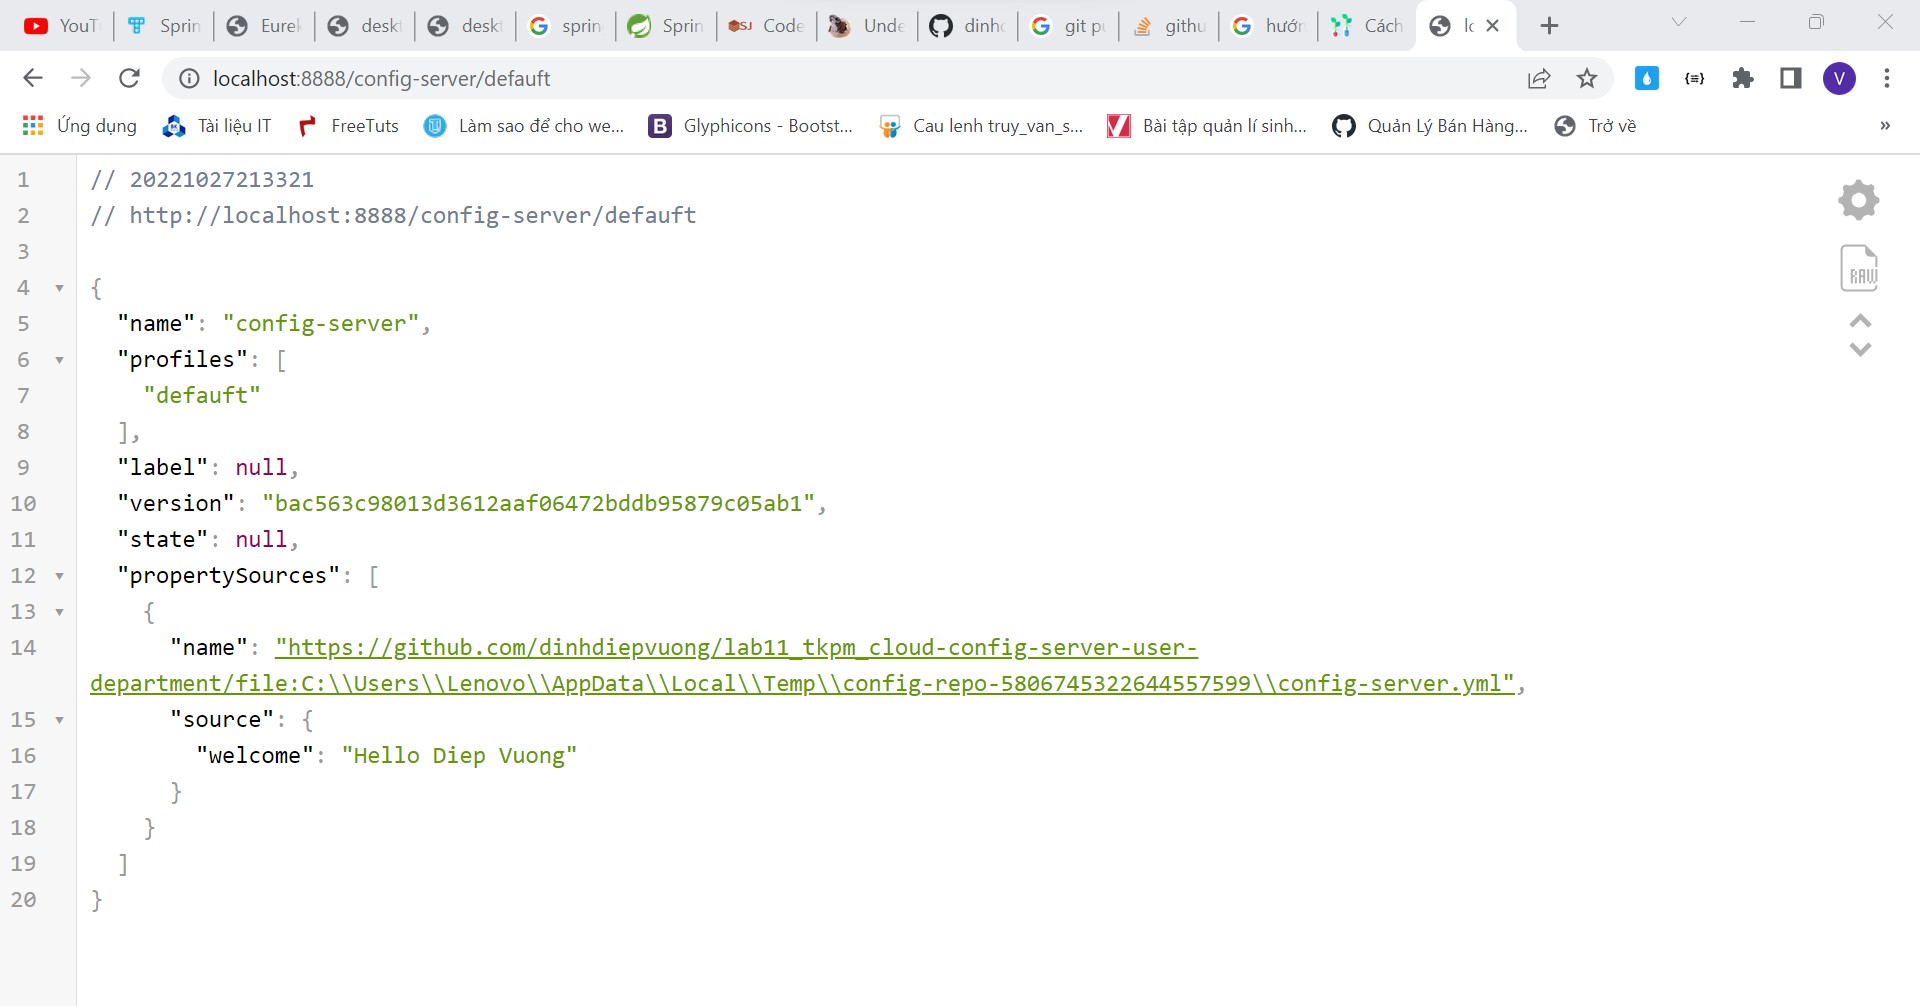 YouT
Sprin
Eurek
deskt
deskt
sprin
Sprin
Code
Unde
dinho
git pu
githu
hướn
Cách
lo
localhost:8888/config-server/defauft
V
Ứng dụng
Tài liệu IT
FreeTuts
Làm sao để cho we...
B
Glyphicons - Bootst...
Cau lenh truy_van_s...
Bài tập quản lí sinh...
Quản Lý Bán Hàng...
Trở về
»
1 // 20221027213321
2 // http://localhost:8888/config-server/defauft
3
4 {
5 "name": "config-server",
6 "profiles": [
7 "defauft"
8 ],
9 "label": null,
10 "version": "bac563c98013d3612aaf06472bddb95879c05ab1",
11 "state": null,
12 "propertySources": [
13 {
14 "name": "https://github.com/dinhdiepvuong/lab11_tkpm_cloud-config-server-user-
department/file:C:\\Users\\Lenovo\\AppData\\Local\\Temp\\config-repo-5806745322644557599\\config-server.yml",
15 "source": {
16 "welcome": "Hello Diep Vuong"
17 }
18 }
19 ]
20 }
RAW